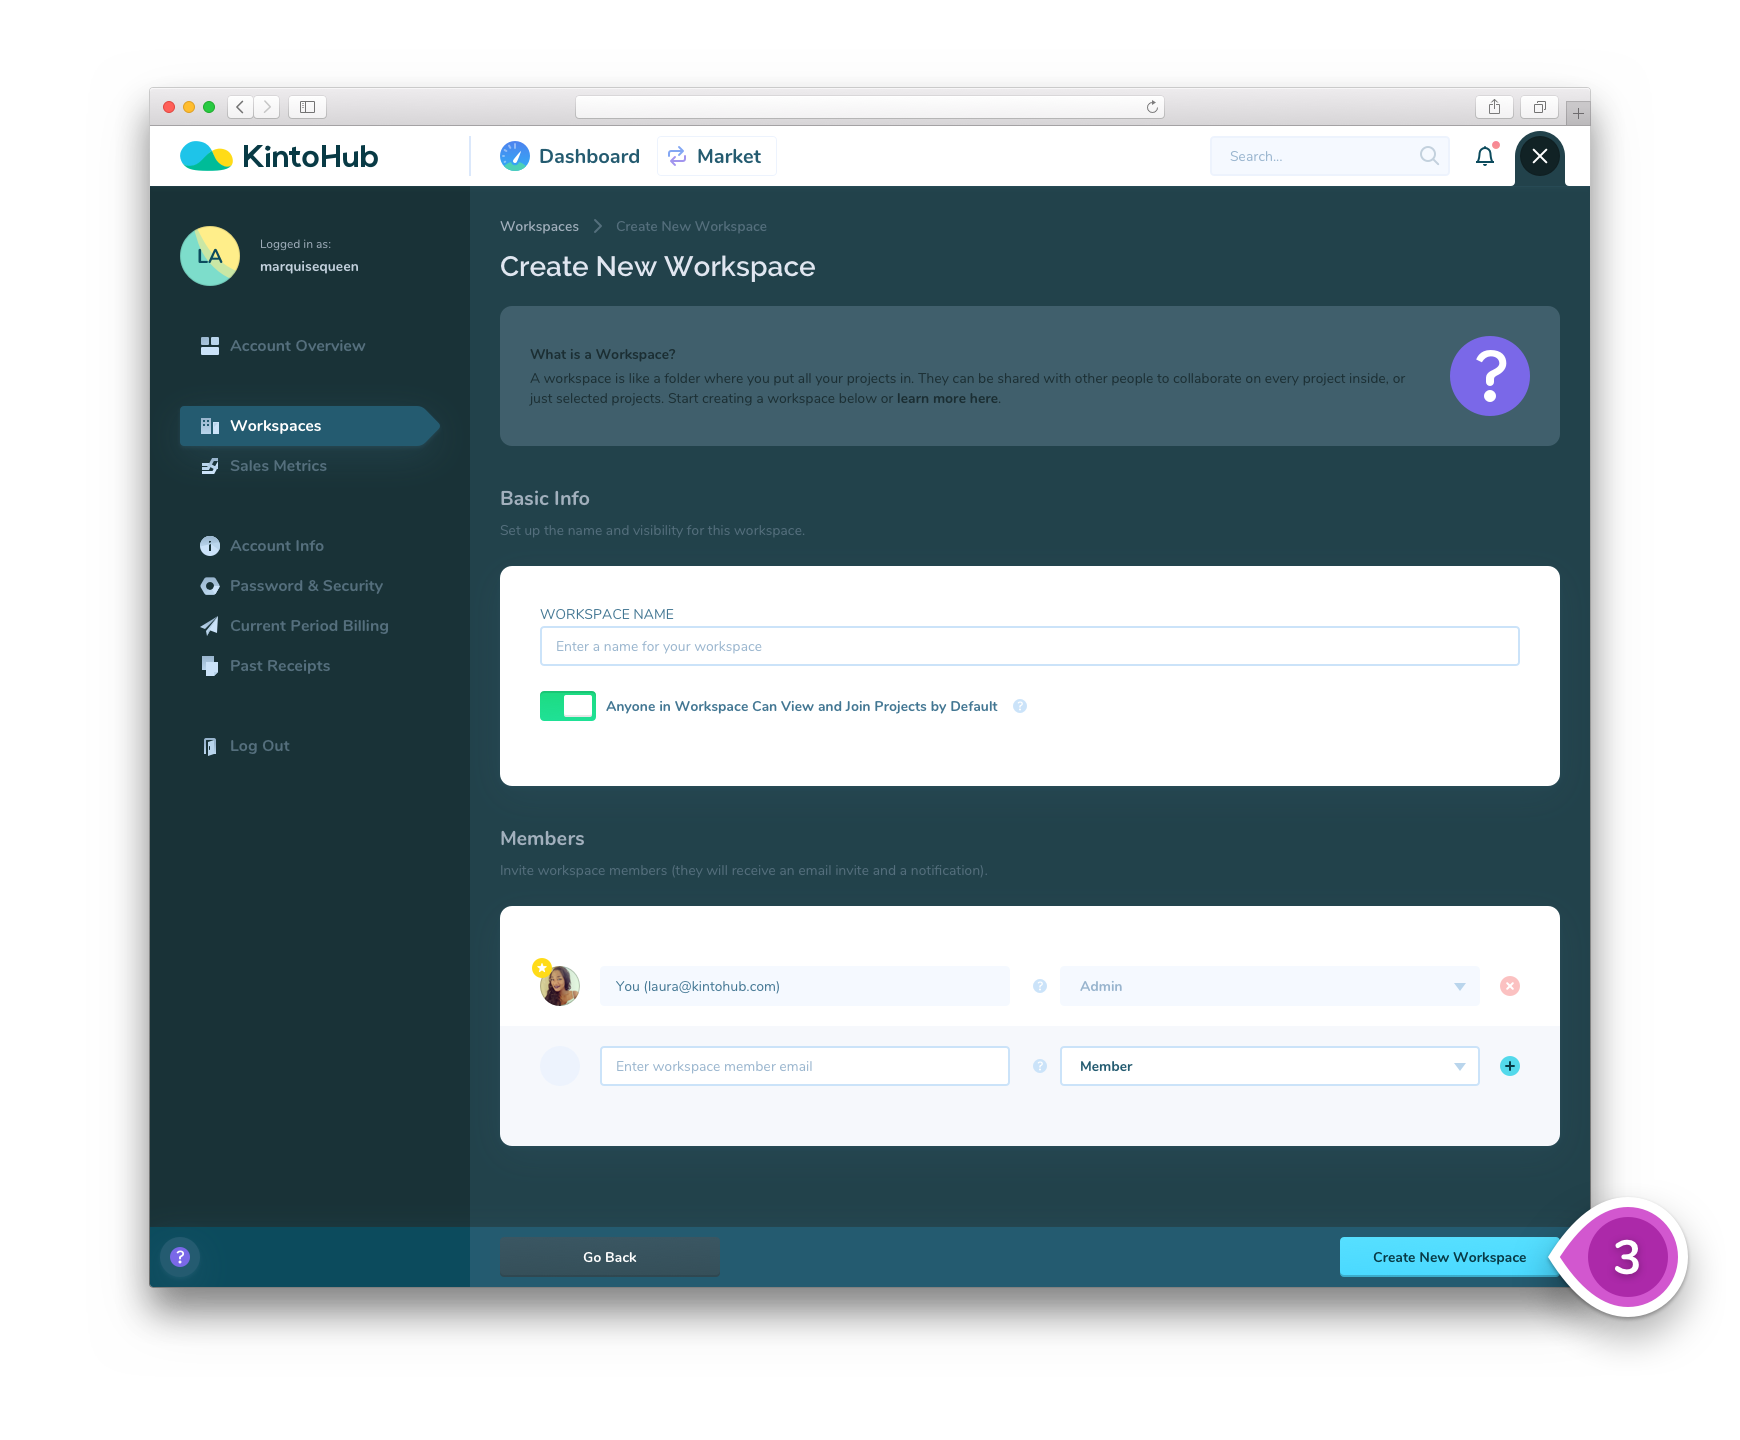 KintoHub
Dashboard
Market
Search...
LA
Logged in as:
marquisequeen
Account Overview
Workspaces
Sales Metrics
Account Info
Password & Security
Current Period Billing
Past Receipts
Log Out
Workspaces
Create New Workspace
Create New Workspace
What is a Workspace?
A workspace is like a folder where you put all your projects in. They can be shared with other people to collaborate on every project inside, or
just selected projects. Start creating a workspace below or learn more here.
?
Basic Info
Set up the name and visibility for this workspace.
WORKSPACE NAME
Enter a name for your workspace
Anyone in Workspace Can View and Join Projects by Default
?
Members
Invite workspace members (they will receive an email invite and a notification).
You (laura@kintohub.com)
?
Admin
Enter workspace member email
?
Member
?
Go Back
Create New Workspace
3